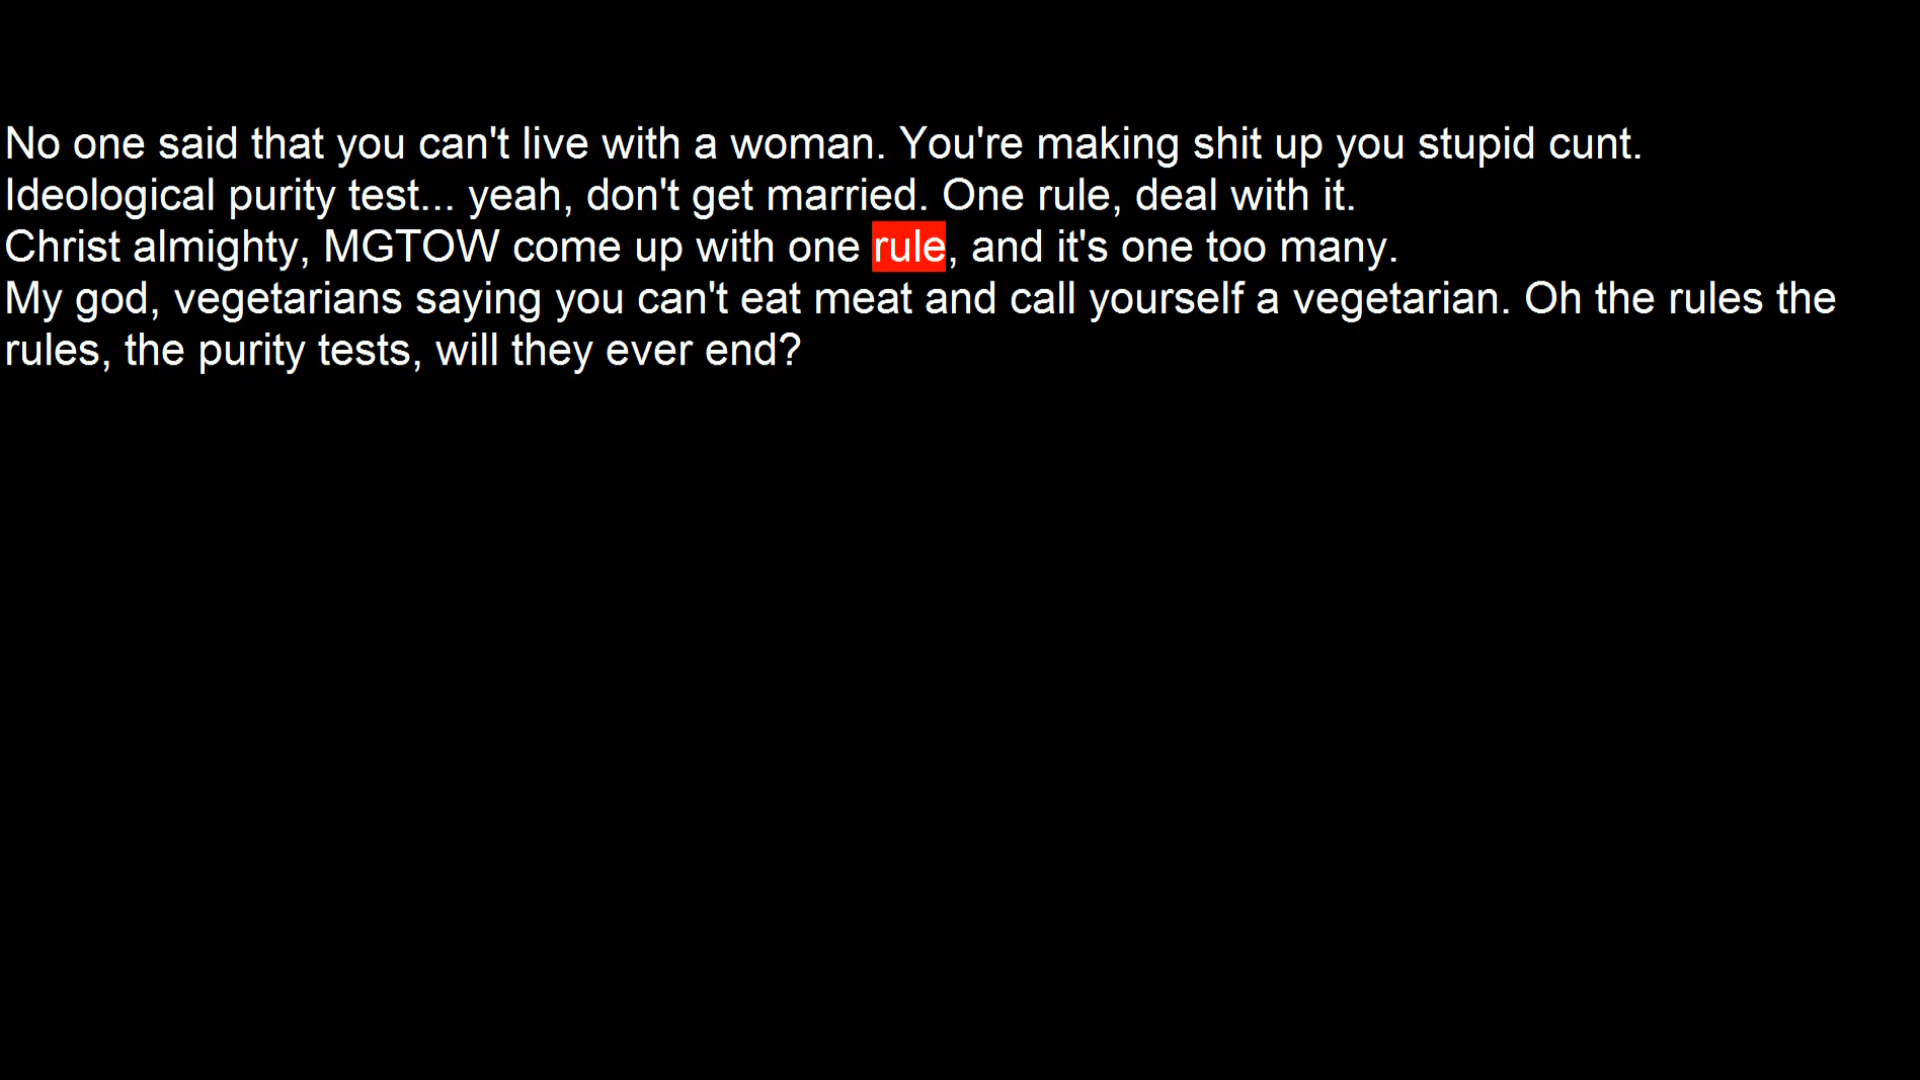 No one said that you can't live with a woman. You're making shit up you stupid cunt.
Ideological purity test... yeah, don't get married. One rule, deal with it.
Christ almighty, MGTOW come up with one rule, and it's one too many.
My god, vegetarians saying you can't eat meat and call yourself a vegetarian. Oh the rules the
rules, the purity tests, will they ever end?